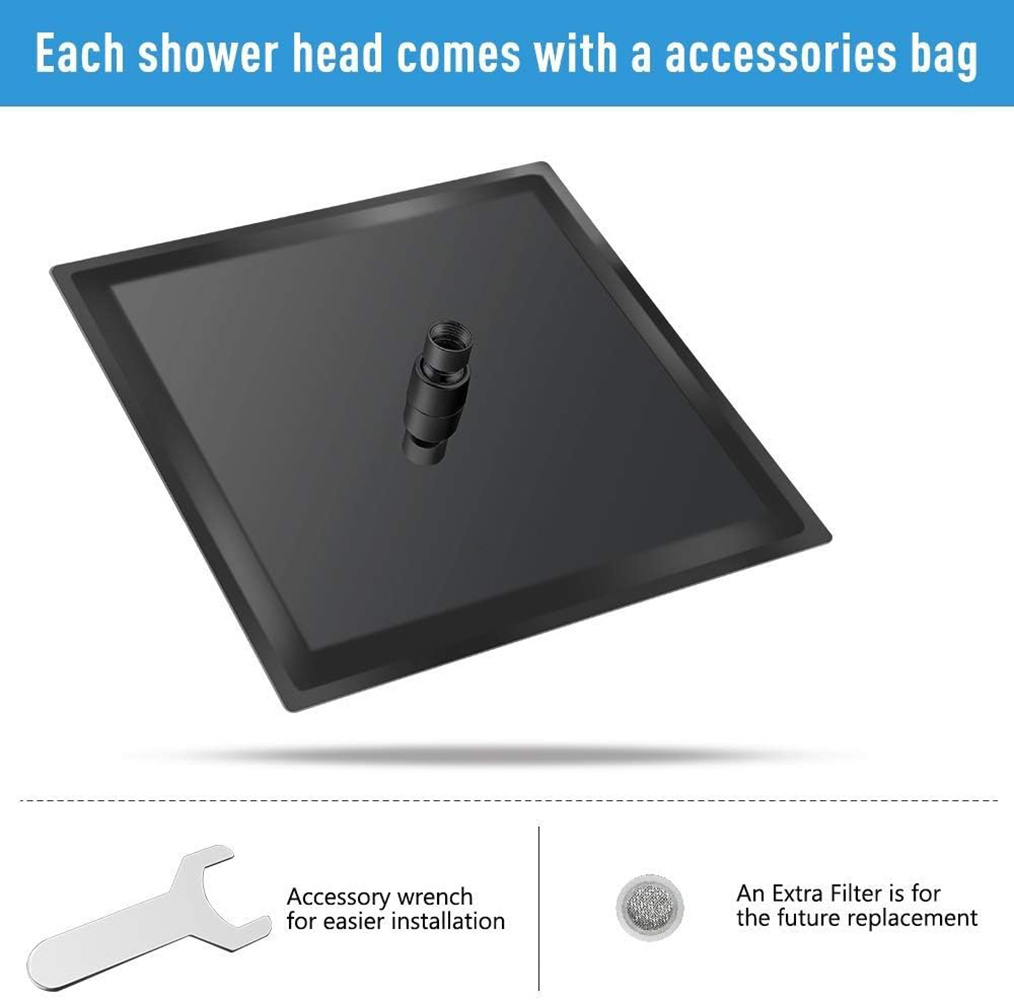 Each shower head comes with a accessories bag
Accessory wrench
for easier installation
An Extra Filter is for
the future replacement